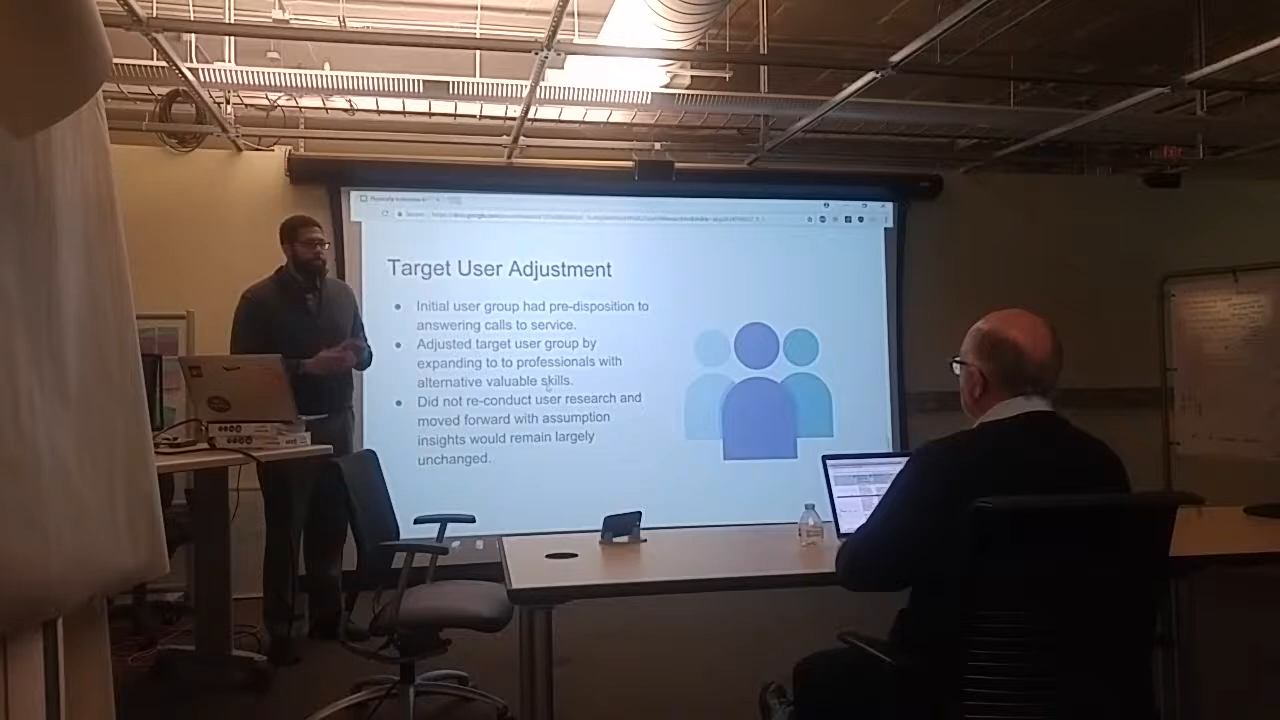 Target User Adjustment
● Initial user group had pre-disposition to
answering calls to service.
● Adjusted target user group by
expanding to to professionals with
alternative valuable skills.
● Did not re-conduct user research and
moved forward with assumption
insights would remain largely
unchanged.